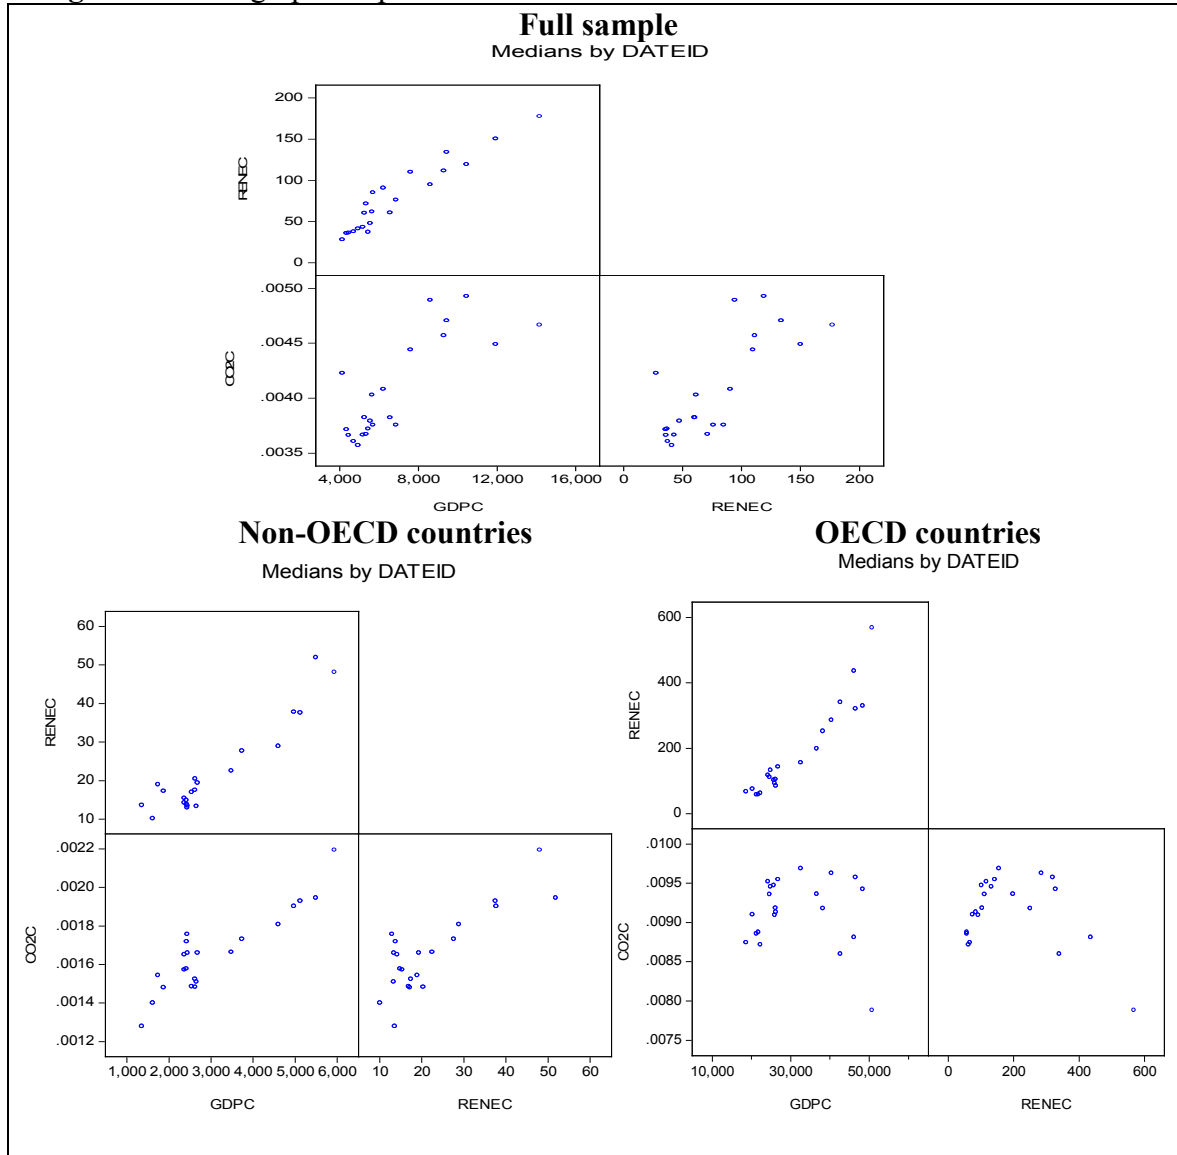 Full sample
Medians by DATEID
200
150
100
50
0
RENEC
.0050
.0045
.0040
.0035
CO2C
4,000 8,000 12,000 16,000
0 50 100 150 200
GDPC
RENEC
Non-OECD countries
OECD countries
Medians by DATEID
Medians by DATEID
60
50
40
30
20
10
RENEC
.0022
.0020
.0018
.0016
.0014
.0012
CO2C
1,000 2,000 3,000 4,000 5,000 6,000
10 20 30 40 50 60
GDPC
RENEC
600
400
200
0
RENEC
.0100
.0095
.0090
.0085
.0080
.0075
CO2C
10,000 30,000 50,000
0 200 400 600
GDPC
RENEC